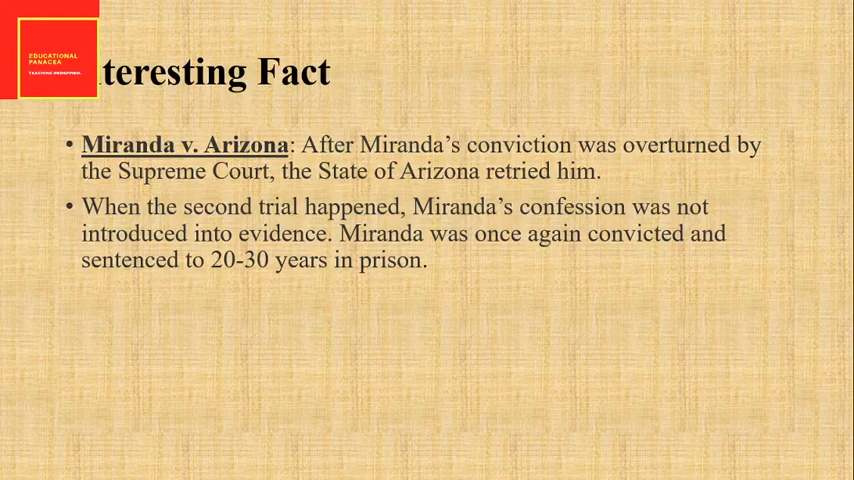 EDUCATIONAL
PANACEA
TEACHING REDEFINED.
teresting Fact
• Miranda v. Arizona: After Miranda’s conviction was overturned by
the Supreme Court, the State of Arizona retried him.
• When the second trial happened, Miranda’s confession was not
introduced into evidence. Miranda was once again convicted and
sentenced to 20-30 years in prison.